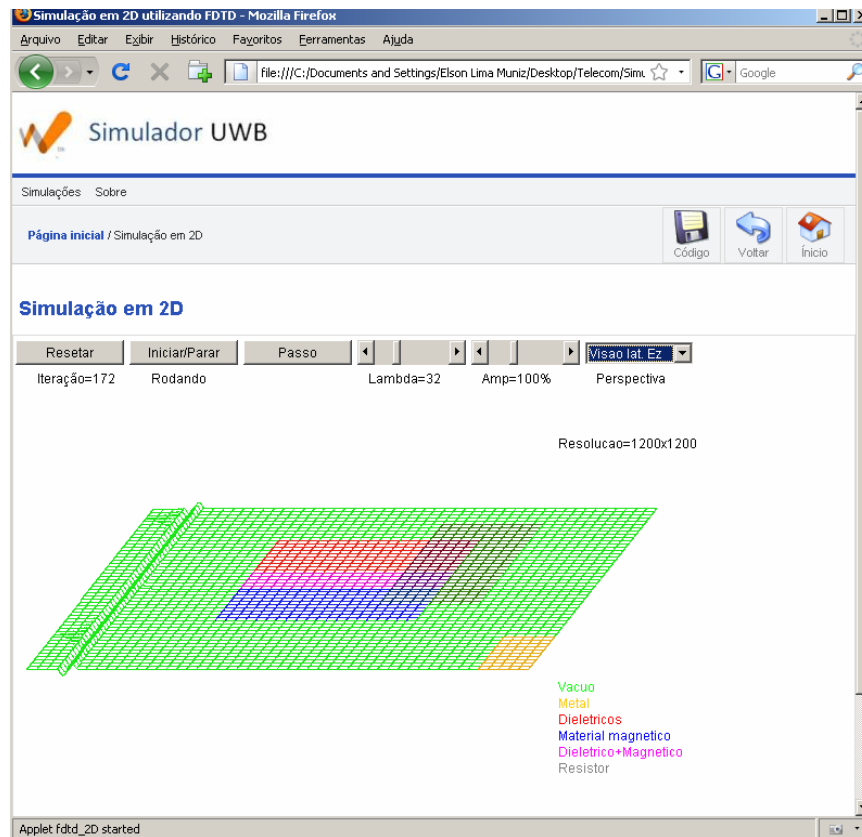 Simulação em 2D utilizando FDTD - Mozilla Firefox
Arquivo Editar Exibir Histórico Favoritos Ferramentas Ajuda
file:///C:/Documents and Settings/Elson Lima Muniz/Desktop/Telecom/Simu
G Google
Simulador UWB
Simulações Sobre
Página inicial / Simulação em 2D
Código Voltar Ínicio
Simulação em 2D
Resetar Iniciar/Parar Passo Visao lat. Ez
Iteração=172 Rodando Lambda=32 Amp=100% Perspectiva
Resolucao=1200x1200
Vacuo
Metal
Dieletricos
Material magnetico
Dieletrico+Magnetico
Resistor
Applet fdtd_2D started